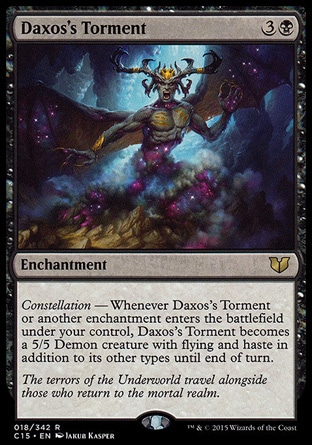 Daxos's Torment 3
Enchantment
Constellation — Whenever Daxos's Torment
or another enchantment enters the battlefield
under your control, Daxos's Torment becomes
a 5/5 Demon creature with flying and haste in
addition to its other types until end of turn.
The terrors of the Underworld travel alongside
those who return to the mortal realm.
018/342 R
C15 • EN Jakub Kasper
™ & © 2015 Wizards of the Coast